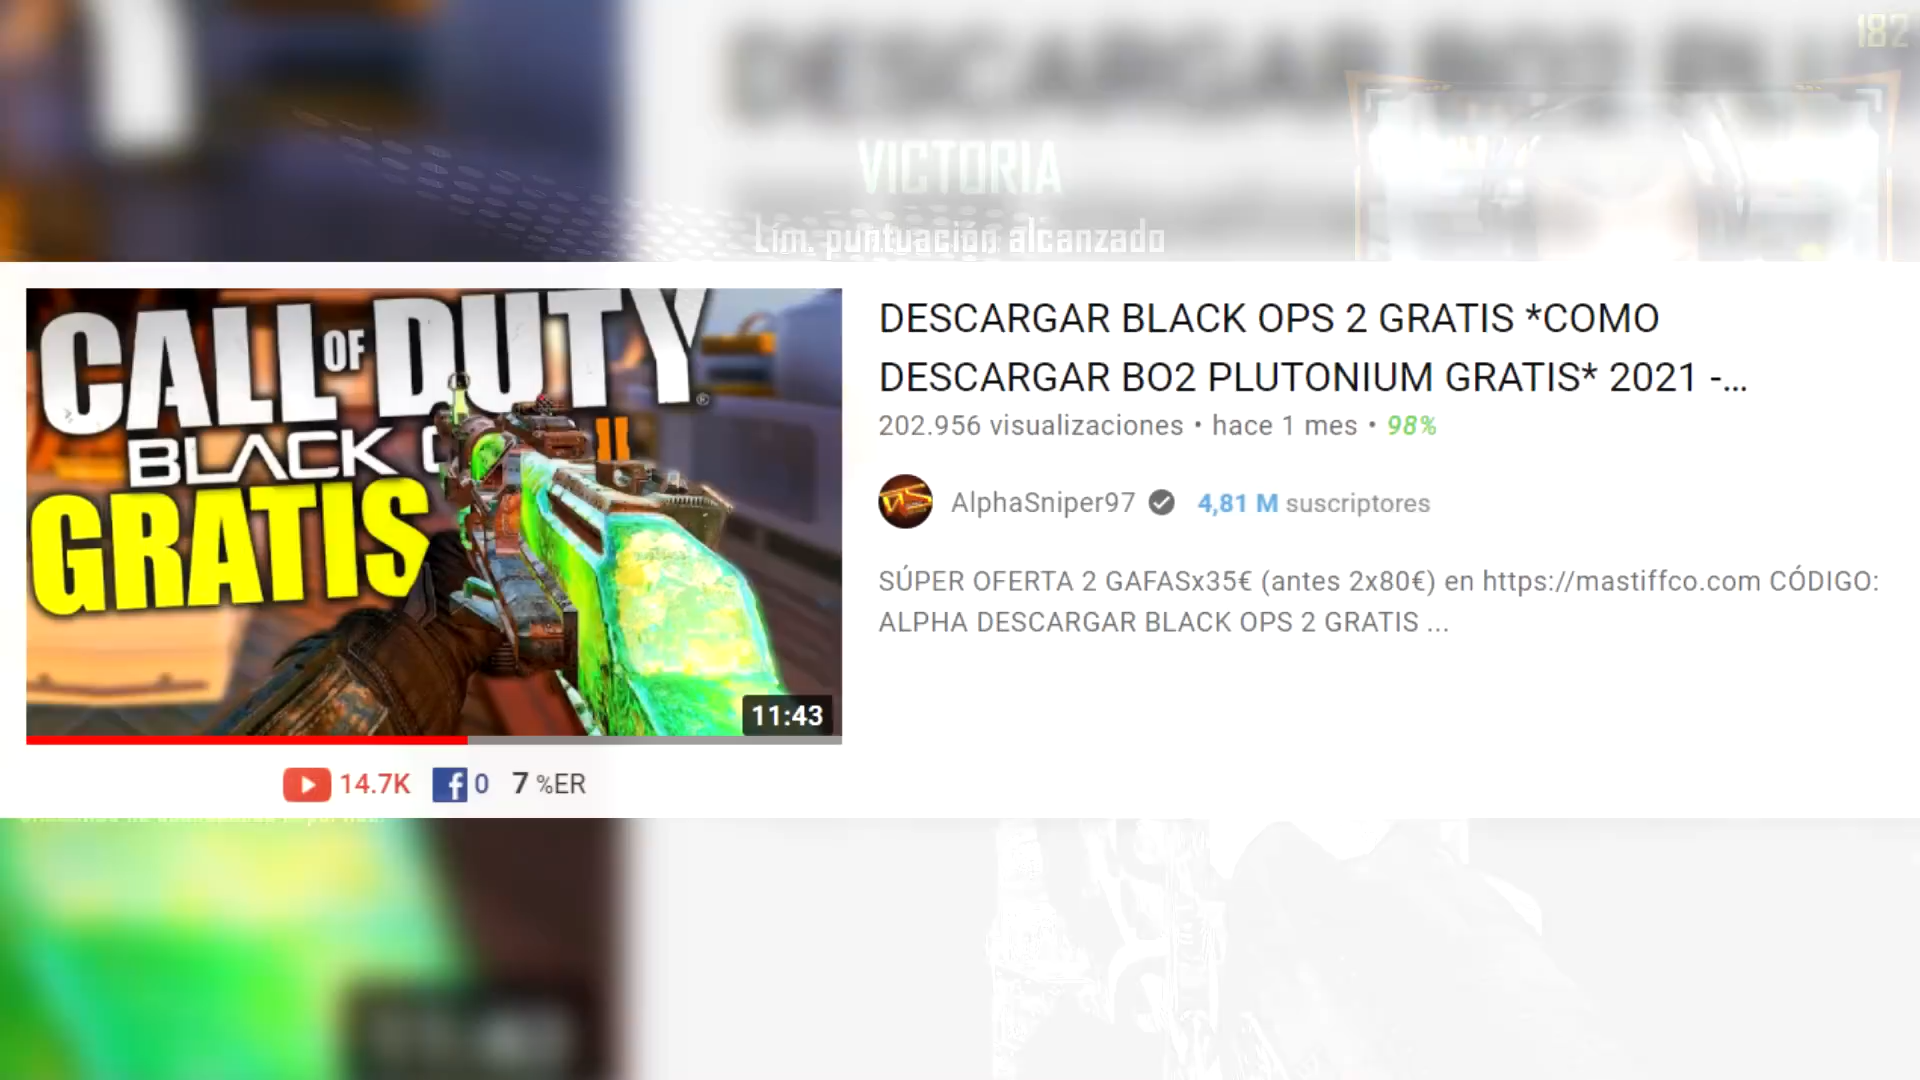 182
VICTORIA
Lím. puntuación alcanzado
CALL OF DUTY
BLACK
II
GRATIS
11:43
DESCARGAR BLACK OPS 2 GRATIS *COMO
DESCARGAR BO2 PLUTONIUM GRATIS* 2021 -...
202.956 visualizaciones • hace 1 mes • 98%
AlphaSniper97
4,81 M suscriptores
SÚPER OFERTA 2 GAFASx35€ (antes 2x80€) en https://mastiffco.com CÓDIGO:
ALPHA DESCARGAR BLACK OPS 2 GRATIS ...
14.7K
0
7 %ER